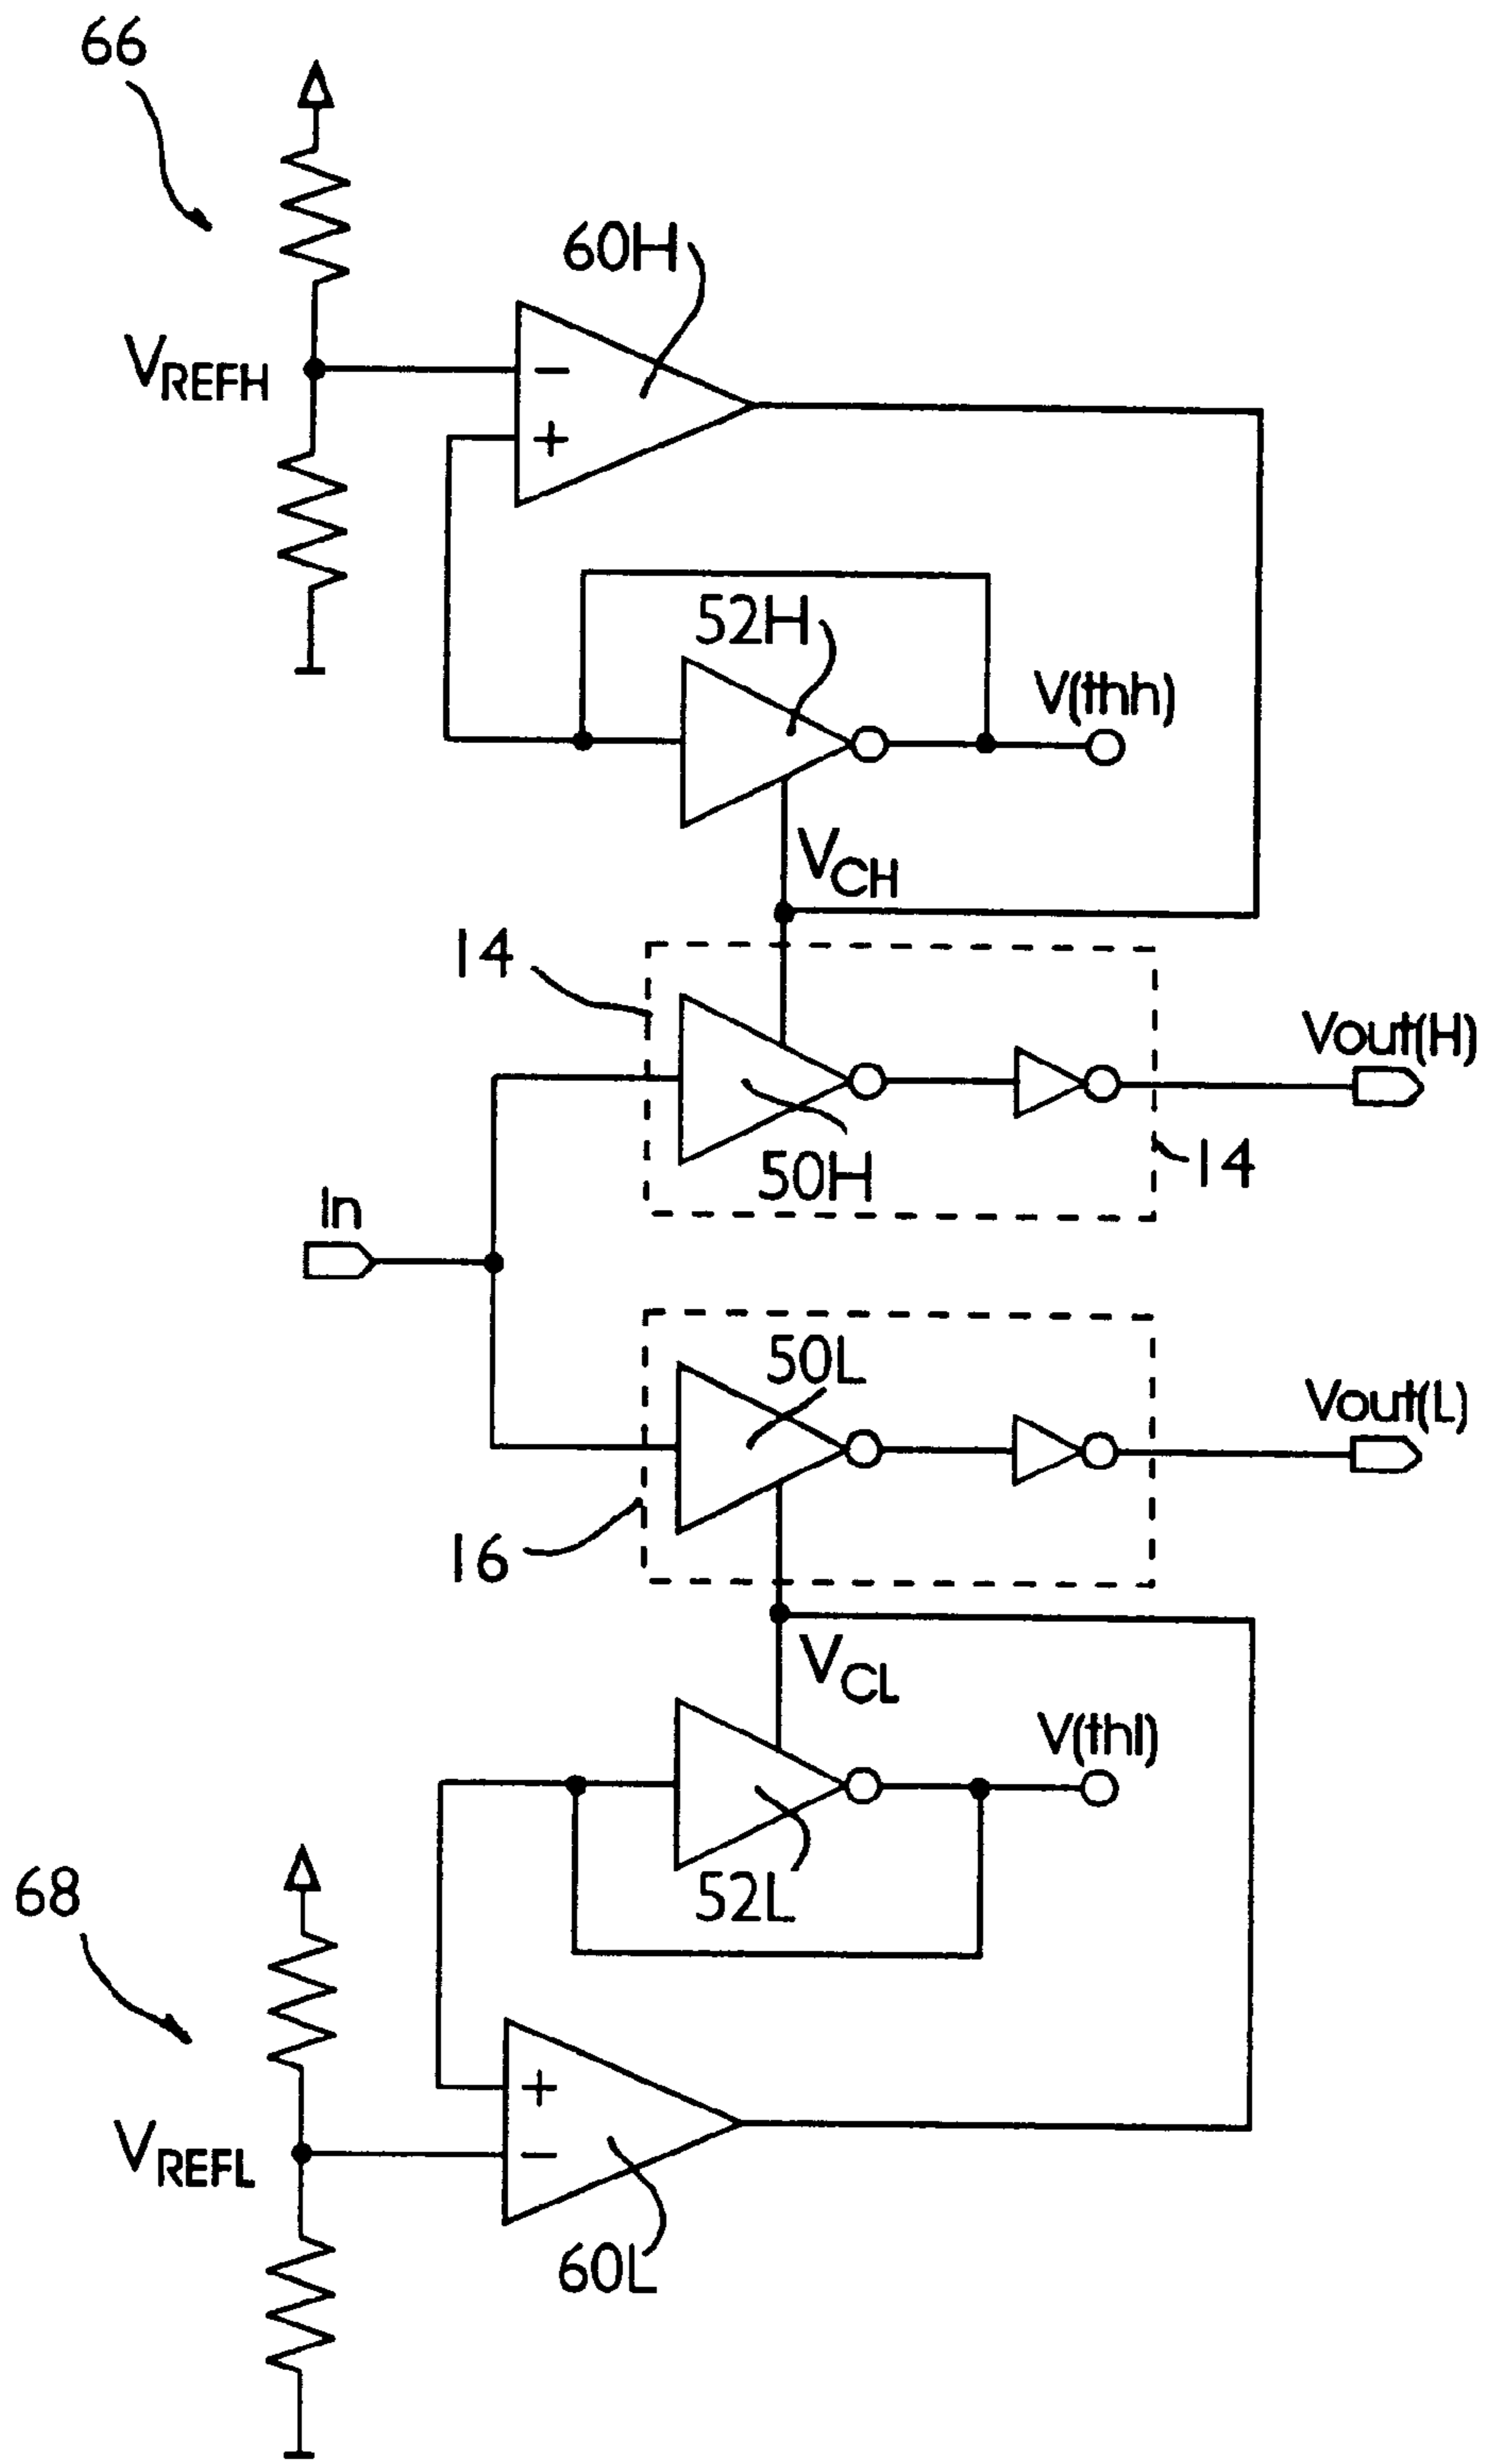 66
60H
VREFH
−
+
52H
V(thh)
VCH
14
Vout(H)
50H
14
In
50L
Vout(L)
16
VCL
V(thl)
68
52L
+
VREFL
−
60L